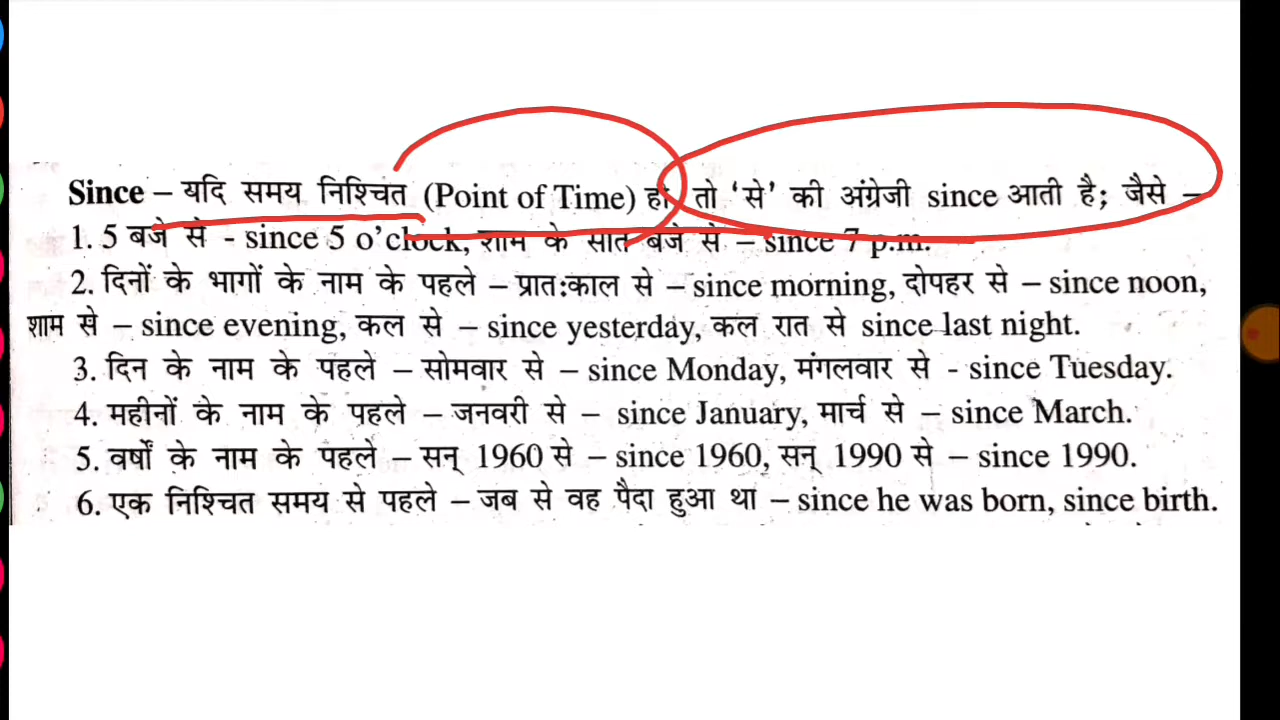 Since – यदि समय निश्चित (Point of Time) हो, तो ‘से’ की अंग्रेजी since आती है; जैसे –
1. 5 बजे से - since 5 o’clock, शाम के सात बजे से – since 7 p.m.
2. दिनों के भागों के नाम के पहले – प्रात:काल से – since morning, दोपहर से – since noon,
शाम से – since evening, कल से – since yesterday, कल रात से since last night.
3. दिन के नाम के पहले – सोमवार से – since Monday, मंगलवार से - since Tuesday.
4. महीनों के नाम के पहले – जनवरी से – since January, मार्च से – since March.
5. वर्षों के नाम के पहले – सन् 1960 से – since 1960, सन् 1990 से – since 1990.
6. एक निश्चित समय से पहले – जब से वह पैदा हुआ था – since he was born, since birth.